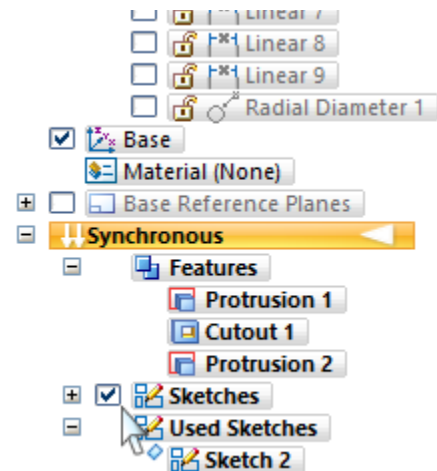 Linear 7
Linear 8
Linear 9
Radial Diameter 1
Base
Material (None)
Base Reference Planes
Synchronous
Features
Protrusion 1
Cutout 1
Protrusion 2
Sketches
Used Sketches
Sketch 2